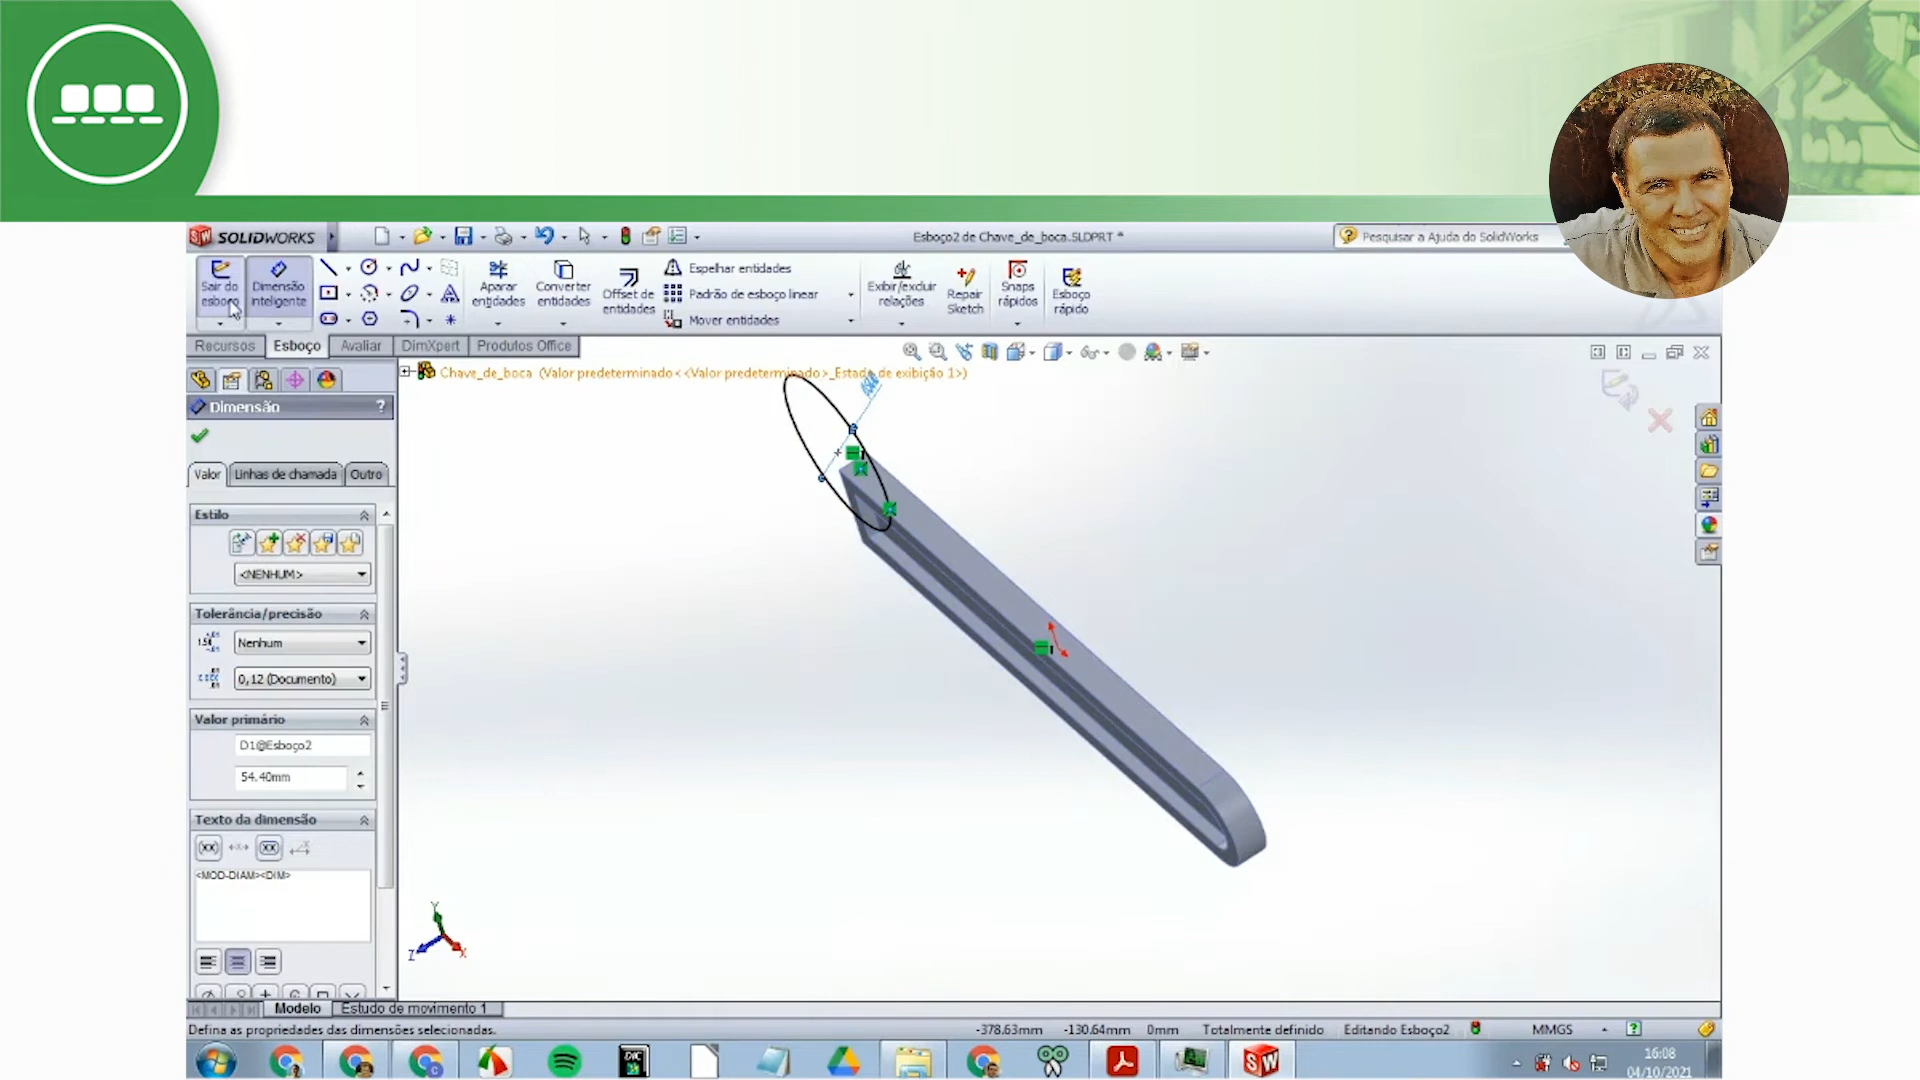 SOLIDWORKS
Esboço2 de Chave_de_boca.SLDPRT *
Pesquisar a Ajuda do SolidWorks
Sair do esboço
Dimensão inteligente
Aparar entidades
Converter entidades
Offset de entidades
Espelhar entidades
Padrão de esboço linear
Mover entidades
Exibir/excluir relações
Repair Sketch
Snaps rápidos
Esboço rápido
Recursos
Esboço
Avaliar
DimXpert
Produtos Office
Chave_de_boca (Valor predeterminado<<Valor predeterminado>_Estado de exibição 1>)
Dimensão
?
Valor
Linhas de chamada
Outro
Estilo
<NENHUM>
Tolerância/precisão
Nenhum
0,12 (Documento)
Valor primário
D1@Esboço2
54.40mm
Texto da dimensão
(xx)
<MOD-DIAM><DIM>
Y
Z
X
Modelo
Estudo de movimento 1
Defina as propriedades das dimensões selecionadas.
-378.63mm
-130.64mm
0mm
Totalmente definido
Editando Esboço2
MMGS
16:08
04/10/2021